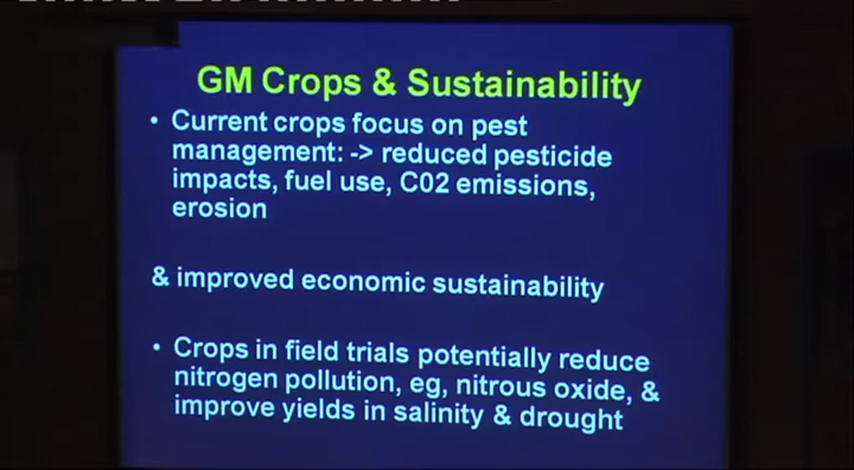 GM Crops & Sustainability
• Current crops focus on pest
management: -> reduced pesticide
impacts, fuel use, C02 emissions,
erosion
& improved economic sustainability
• Crops in field trials potentially reduce
nitrogen pollution, eg, nitrous oxide, &
improve yields in salinity & drought